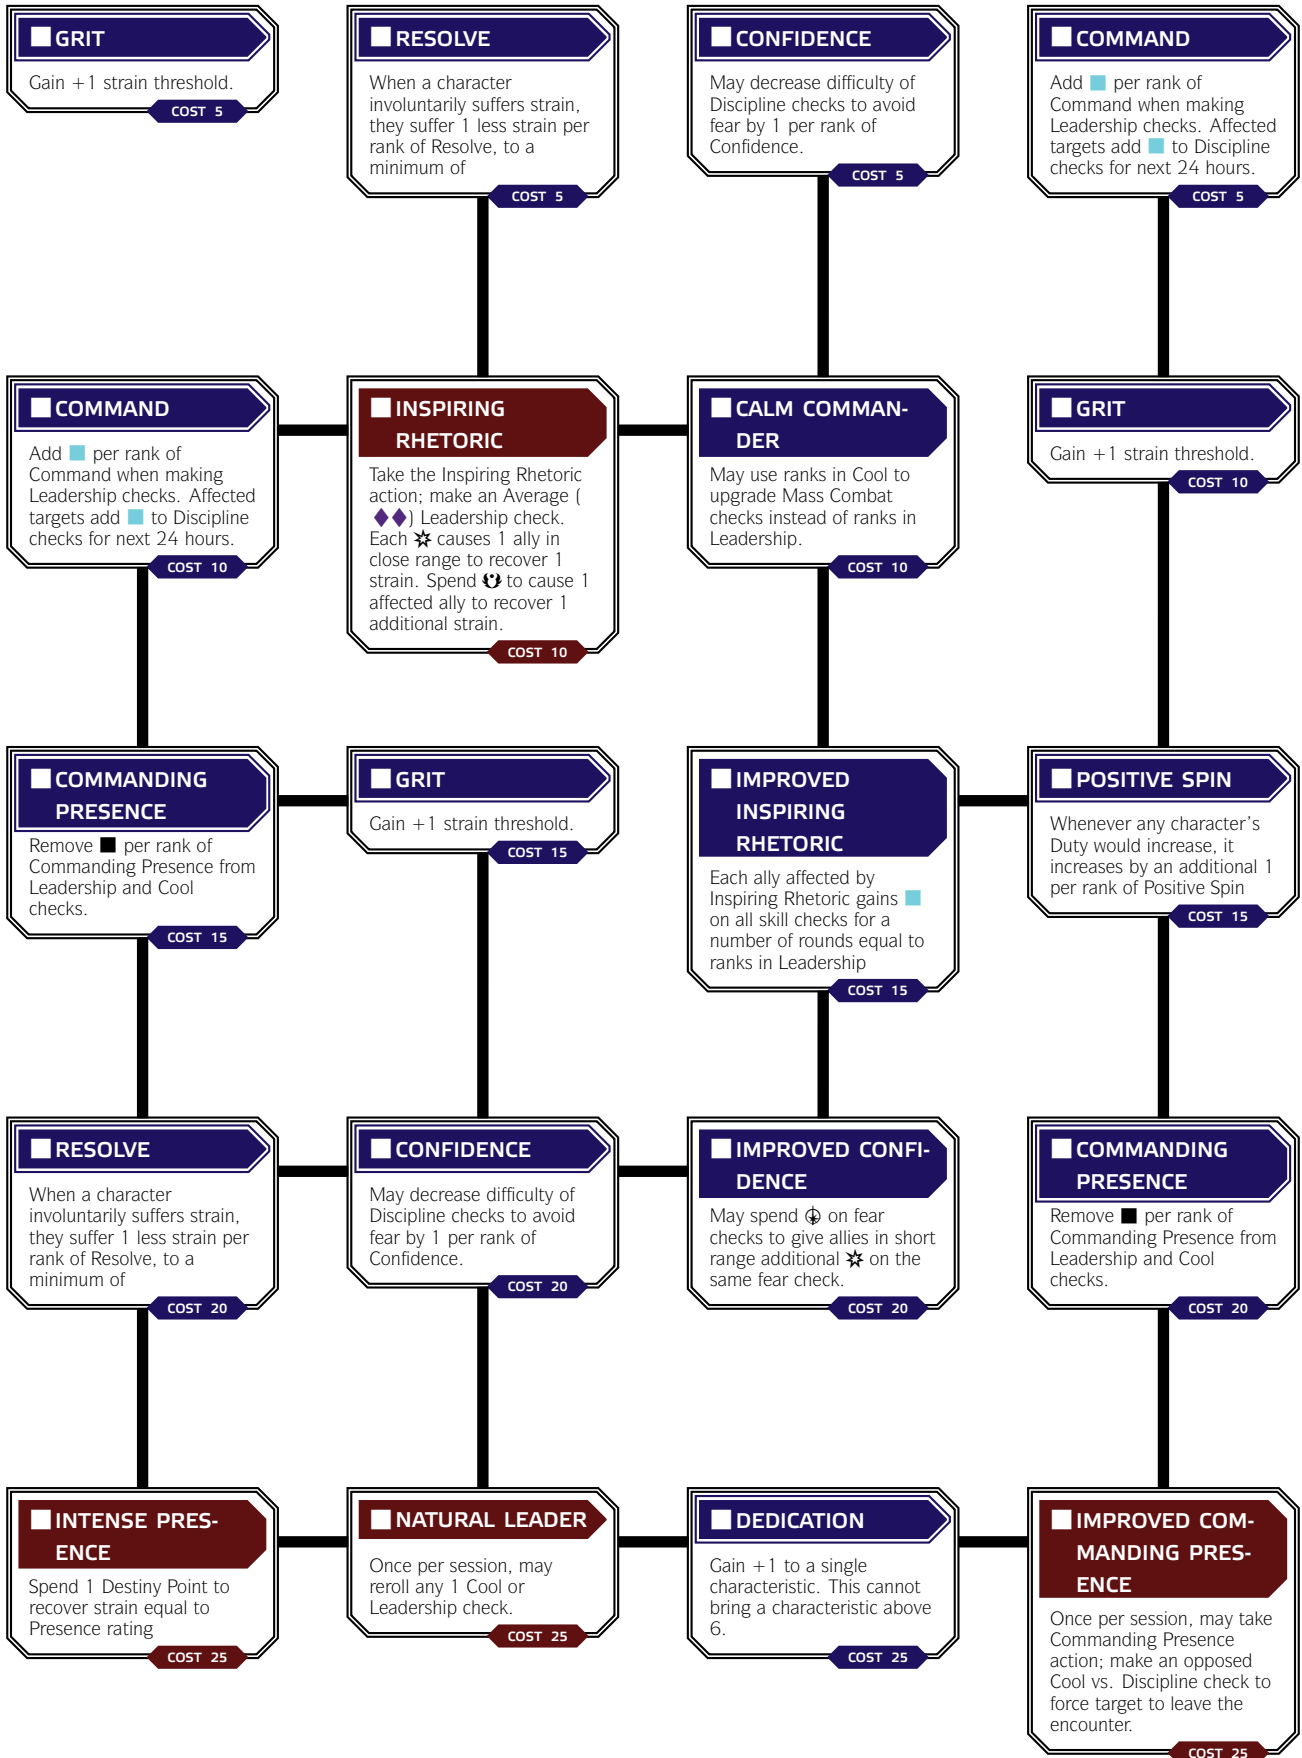 GRIT
Gain +1 strain threshold.
COST 5
RESOLVE
When a character
involuntarily suffers strain,
they suffer 1 less strain per
rank of Resolve, to a
minimum of
COST 5
CONFIDENCE
May decrease difficulty of
Discipline checks to avoid
fear by 1 per rank of
Confidence.
COST 5
COMMAND
Add per rank of
Command when making
Leadership checks. Affected
targets add to Discipline
checks for next 24 hours.
COST 5
COMMAND
Add per rank of
Command when making
Leadership checks. Affected
targets add to Discipline
checks for next 24 hours.
COST 10
INSPIRING
RHETORIC
Take the Inspiring Rhetoric
action; make an Average (
) Leadership check.
Each causes 1 ally in
close range to recover 1
strain. Spend to cause 1
affected ally to recover 1
additional strain.
COST 10
CALM COMMAN-
DER
May use ranks in Cool to
upgrade Mass Combat
checks instead of ranks in
Leadership.
COST 10
GRIT
Gain +1 strain threshold.
COST 10
COMMANDING
PRESENCE
Remove per rank of
Commanding Presence from
Leadership and Cool
checks.
COST 15
GRIT
Gain +1 strain threshold.
COST 15
IMPROVED
INSPIRING
RHETORIC
Each ally affected by
Inspiring Rhetoric gains
on all skill checks for a
number of rounds equal to
ranks in Leadership
COST 15
POSITIVE SPIN
Whenever any character's
Duty would increase, it
increases by an additional 1
per rank of Positive Spin
COST 15
RESOLVE
When a character
involuntarily suffers strain,
they suffer 1 less strain per
rank of Resolve, to a
minimum of
COST 20
CONFIDENCE
May decrease difficulty of
Discipline checks to avoid
fear by 1 per rank of
Confidence.
COST 20
IMPROVED CONFI-
DENCE
May spend on fear
checks to give allies in short
range additional on the
same fear check.
COST 20
COMMANDING
PRESENCE
Remove per rank of
Commanding Presence from
Leadership and Cool
checks.
COST 20
INTENSE PRES-
ENCE
Spend 1 Destiny Point to
recover strain equal to
Presence rating
COST 25
NATURAL LEADER
Once per session, may
reroll any 1 Cool or
Leadership check.
COST 25
DEDICATION
Gain +1 to a single
characteristic. This cannot
bring a characteristic above
6.
COST 25
IMPROVED COM-
MANDING PRES-
ENCE
Once per session, may take
Commanding Presence
action; make an opposed
Cool vs. Discipline check to
force target to leave the
encounter.
COST 25